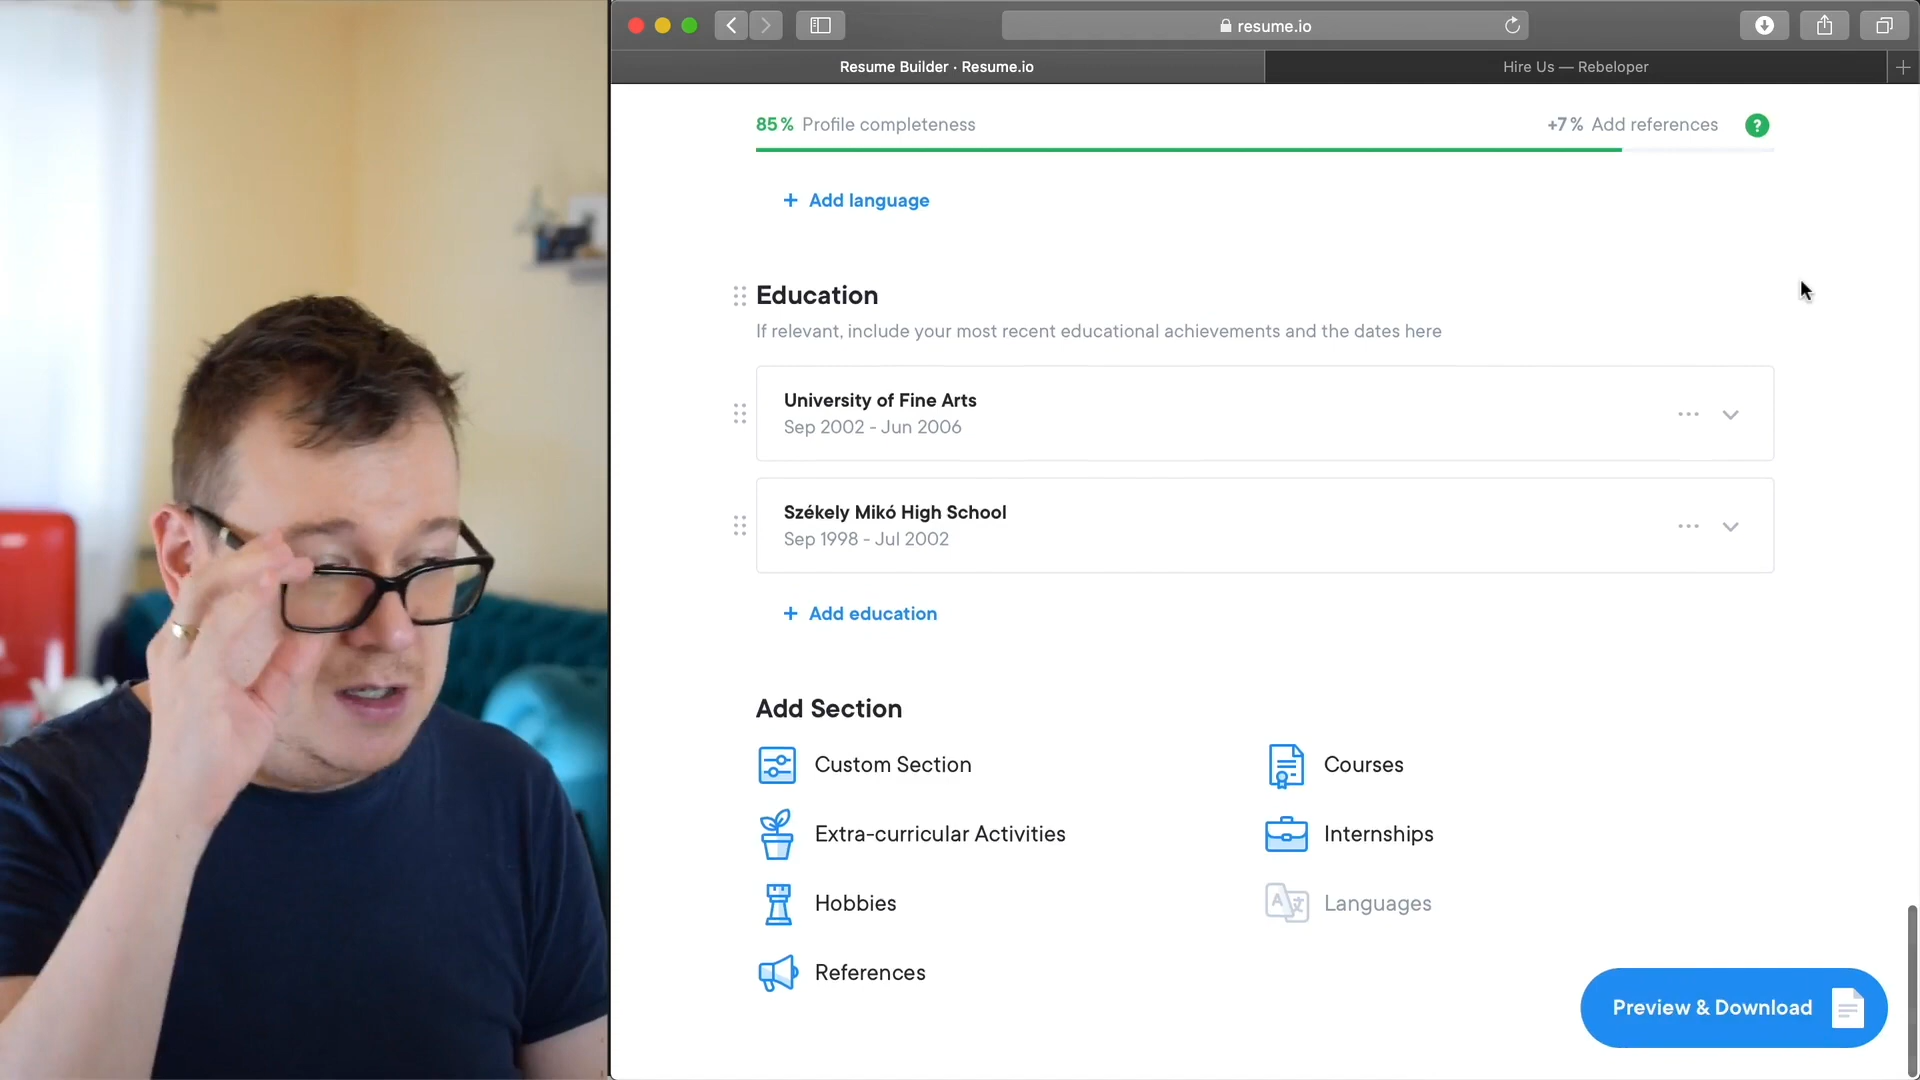 resume.io
Resume Builder · Resume.io
Hire Us — Rebeloper
85% Profile completeness
+7% Add references ?
+ Add language
Education
If relevant, include your most recent educational achievements and the dates here
University of Fine Arts
Sep 2002 - Jun 2006
Székely Mikó High School
Sep 1998 - Jul 2002
+ Add education
Add Section
Custom Section
Courses
Extra-curricular Activities
Internships
Hobbies
Languages
References
Preview & Download